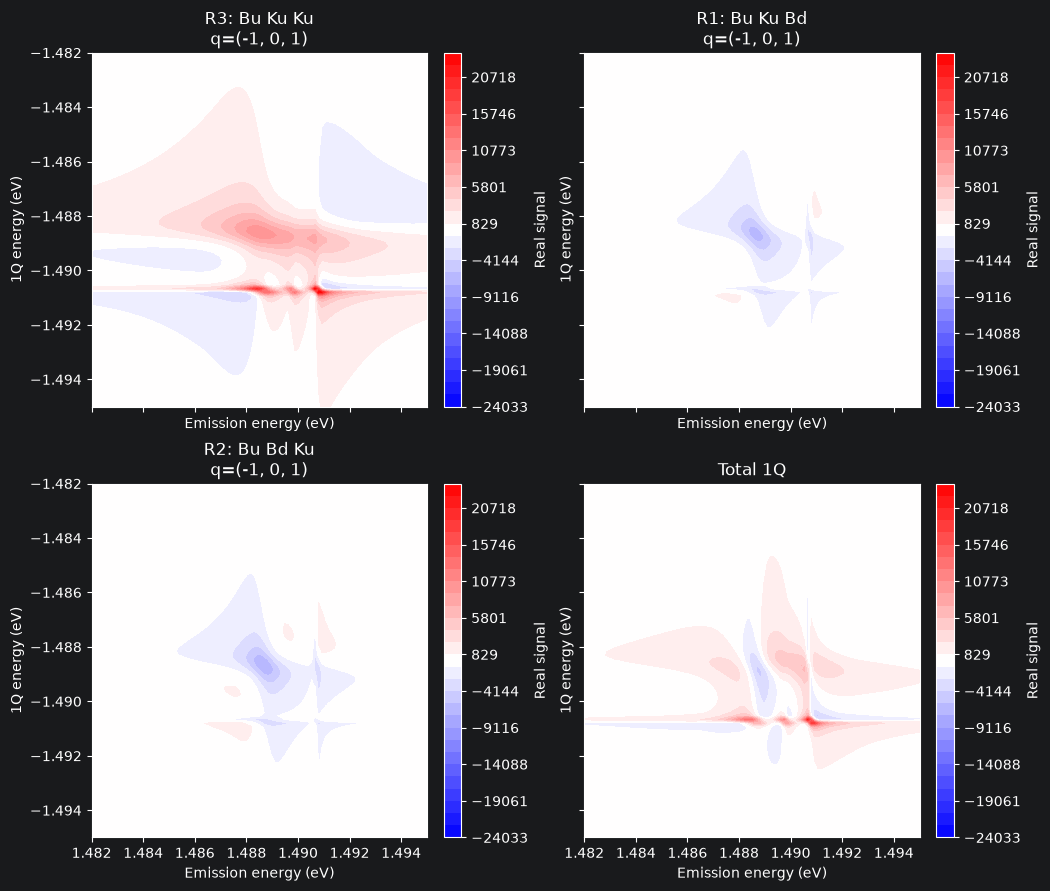 R3: Bu Ku Ku
q=(-1, 0, 1)
−1.482
−1.484
−1.486
−1.488
−1.490
−1.492
−1.494
1Q energy (eV)
Emission energy (eV)
20718
15746
10773
5801
829
−4144
−9116
−14088
−19061
−24033
Real signal
R1: Bu Ku Bd
q=(-1, 0, 1)
1Q energy (eV)
Emission energy (eV)
20718
15746
10773
5801
829
−4144
−9116
−14088
−19061
−24033
Real signal
R2: Bu Bd Ku
q=(-1, 0, 1)
−1.482
−1.484
−1.486
−1.488
−1.490
−1.492
−1.494
1Q energy (eV)
1.482 1.484 1.486 1.488 1.490 1.492 1.494
Emission energy (eV)
20718
15746
10773
5801
829
−4144
−9116
−14088
−19061
−24033
Real signal
Total 1Q
1Q energy (eV)
1.482 1.484 1.486 1.488 1.490 1.492 1.494
Emission energy (eV)
20718
15746
10773
5801
829
−4144
−9116
−14088
−19061
−24033
Real signal